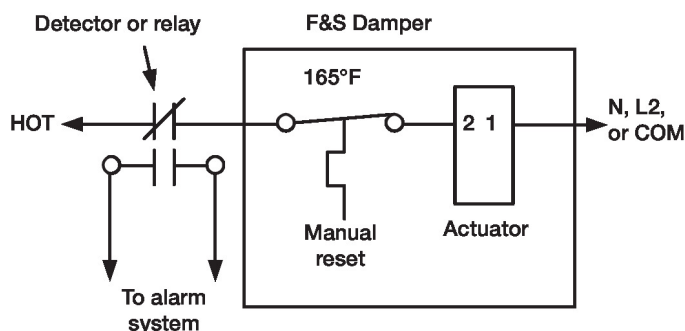 Detector or relay
F&S Damper
165°F
HOT
2 1
N, L2,
or COM
Manual
reset
Actuator
To alarm
system